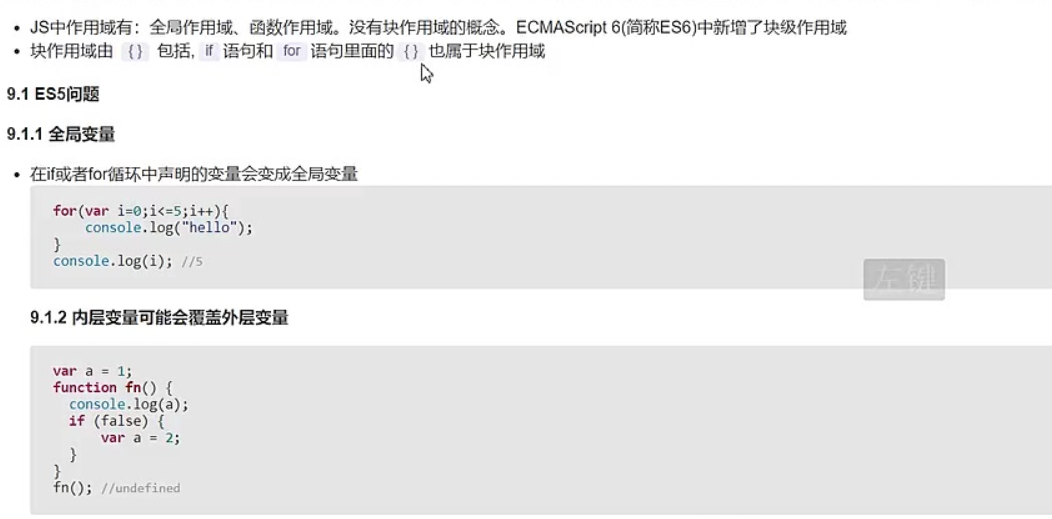 JS中作用域有：全局作用域、函数作用域。没有块作用域的概念。ECMAScript 6(简称ES6)中新增了块级作用域
块作用域由 {} 包括, if 语句和 for 语句里面的 {} 也属于块作用域
9.1 ES5问题
9.1.1 全局变量
在if或者for循环中声明的变量会变成全局变量
for(var i=0;i<=5;i++){
    console.log("hello");
}
console.log(i); //5
左键
9.1.2 内层变量可能会覆盖外层变量
var a = 1;
function fn() {
  console.log(a);
  if (false) {
      var a = 2;
  }
}
fn(); //undefined